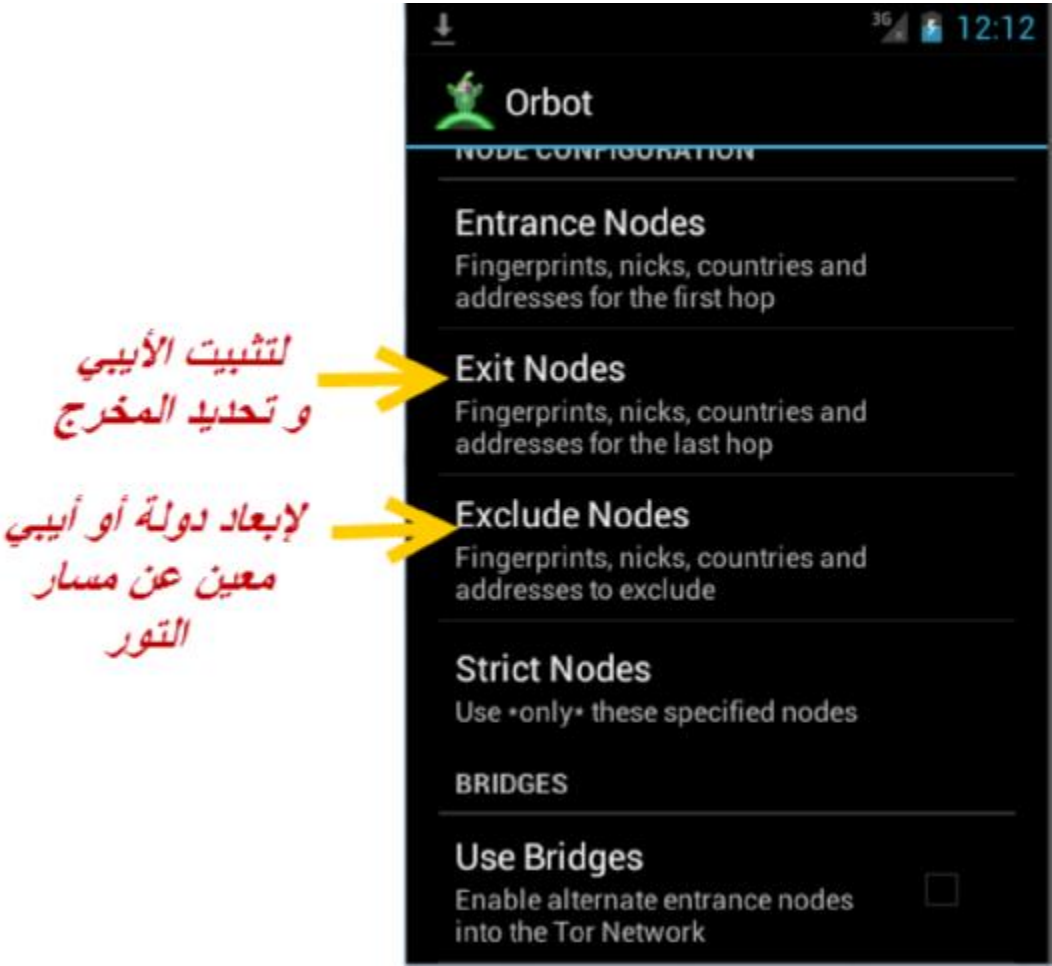 3G 12:12
Orbot
NODE CONFIGURATION
Entrance Nodes
Fingerprints, nicks, countries and
addresses for the first hop
لتثبيت الأيبي
و تحديد المخرج
Exit Nodes
Fingerprints, nicks, countries and
addresses for the last hop
لإبعاد دولة أو أيبي
معين عن مسار
التور
Exclude Nodes
Fingerprints, nicks, countries and
addresses to exclude
Strict Nodes
Use *only* these specified nodes
BRIDGES
Use Bridges
Enable alternate entrance nodes
into the Tor Network